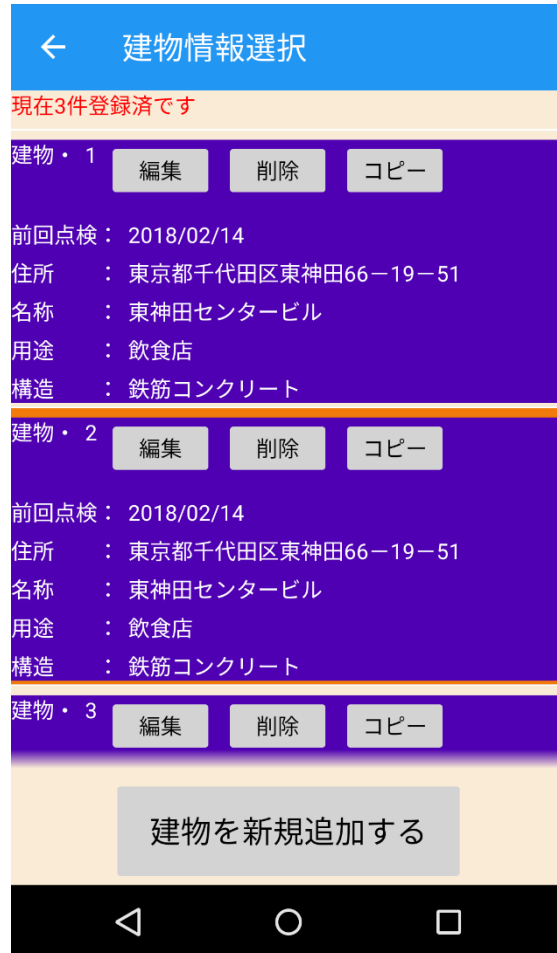 建物情報選択
現在3件登録済です
建物・ 1 編集 削除 コピー
前回点検： 2018/02/14
住所 ： 東京都千代田区東神田66－19－51
名称 ： 東神田センタービル
用途 ： 飲食店
構造 ： 鉄筋コンクリート
建物・ 2 編集 削除 コピー
前回点検： 2018/02/14
住所 ： 東京都千代田区東神田66－19－51
名称 ： 東神田センタービル
用途 ： 飲食店
構造 ： 鉄筋コンクリート
建物・ 3 編集 削除 コピー
建物を新規追加する